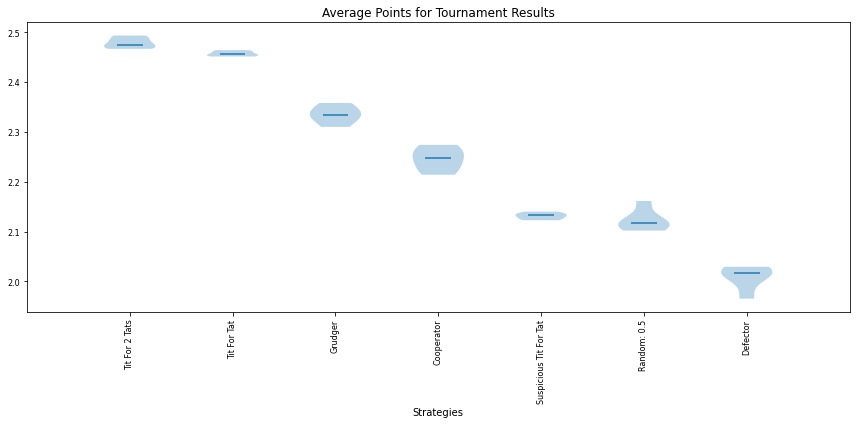 Average Points for Tournament Results
2.5
2.4
2.3
2.2
2.1
2.0
Tit For 2 Tats
Tit For Tat
Grudger
Cooperator
Suspicious Tit For Tat
Random: 0.5
Defector
Strategies